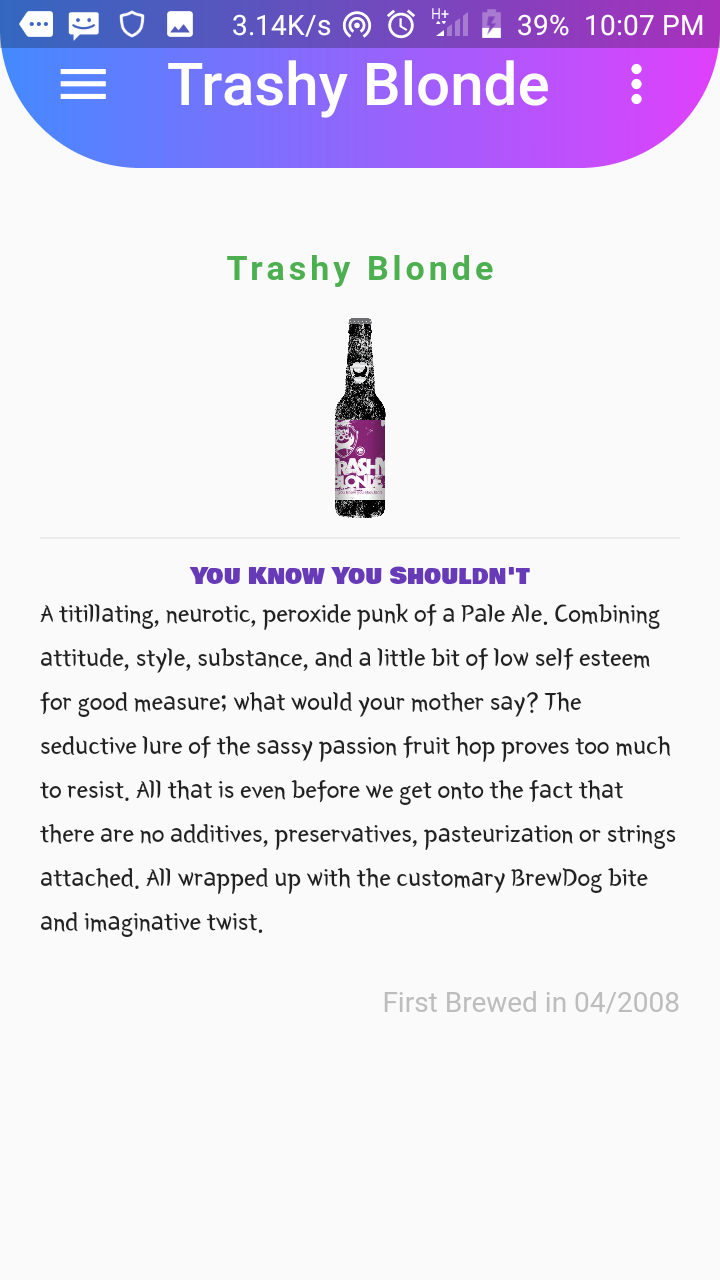 3.14K/s H+ 39% 10:07 PM
Trashy Blonde
Trashy Blonde
TRASHY
BLONDE
You Know You Shouldn't
A titillating, neurotic, peroxide punk of a Pale Ale. Combining
attitude, style, substance, and a little bit of low self esteem
for good measure; what would your mother say? The
seductive lure of the sassy passion fruit hop proves too much
to resist. All that is even before we get onto the fact that
there are no additives, preservatives, pasteurization or strings
attached. All wrapped up with the customary BrewDog bite
and imaginative twist.
First Brewed in 04/2008